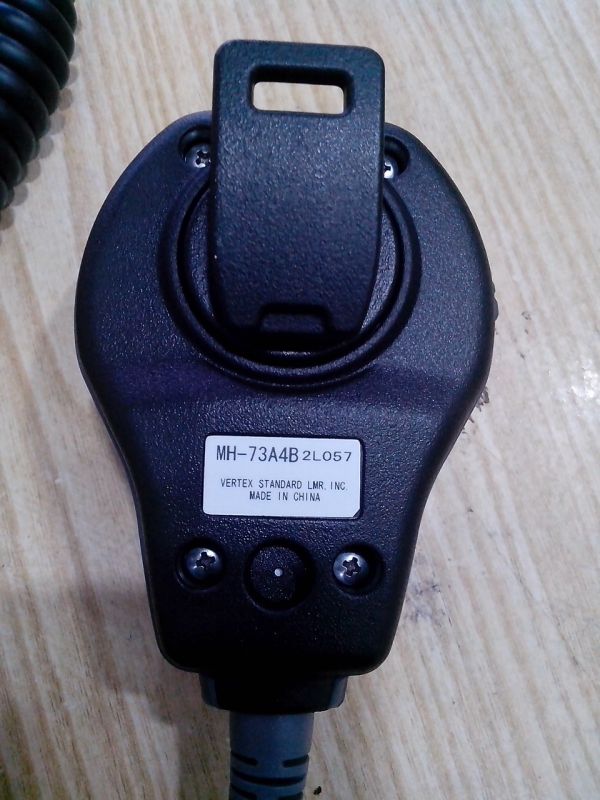 MH-73A4B 2L057
VERTEX STANDARD LMR, INC.
MADE IN CHINA